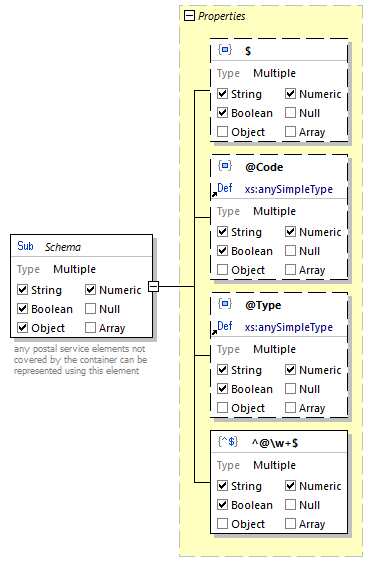 Properties
$
Type Multiple
String Numeric
Boolean Null
Object Array
@Code
Def xs:anySimpleType
Type Multiple
String Numeric
Boolean Null
Object Array
Sub Schema
Type Multiple
String Numeric
Boolean Null
Object Array
any postal service elements not
covered by the container can be
represented using this element
@Type
Def xs:anySimpleType
Type Multiple
String Numeric
Boolean Null
Object Array
{^$} ^@\w+$
Type Multiple
String Numeric
Boolean Null
Object Array